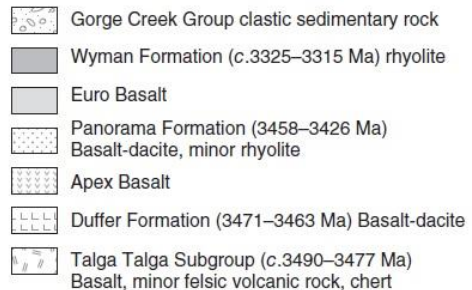 Gorge Creek Group clastic sedimentary rock
Wyman Formation (c.3325–3315 Ma) rhyolite
Euro Basalt
Panorama Formation (3458–3426 Ma)
Basalt-dacite, minor rhyolite
Apex Basalt
Duffer Formation (3471–3463 Ma) Basalt-dacite
Talga Talga Subgroup (c.3490–3477 Ma)
Basalt, minor felsic volcanic rock, chert